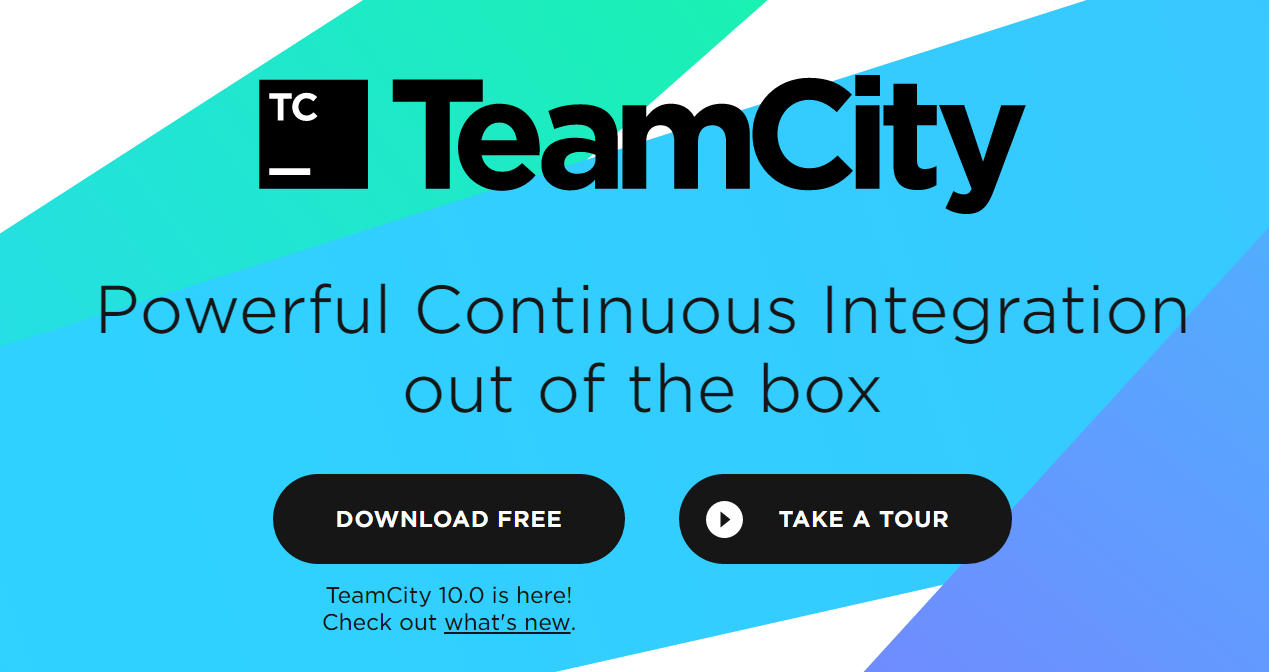 TC
TeamCity
Powerful Continuous Integration
out of the box
DOWNLOAD FREE
TAKE A TOUR
TeamCity 10.0 is here!
Check out what's new.